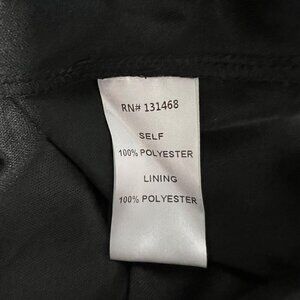 RN# 131468
SELF
100% POLYESTER
LINING
100% POLYESTER